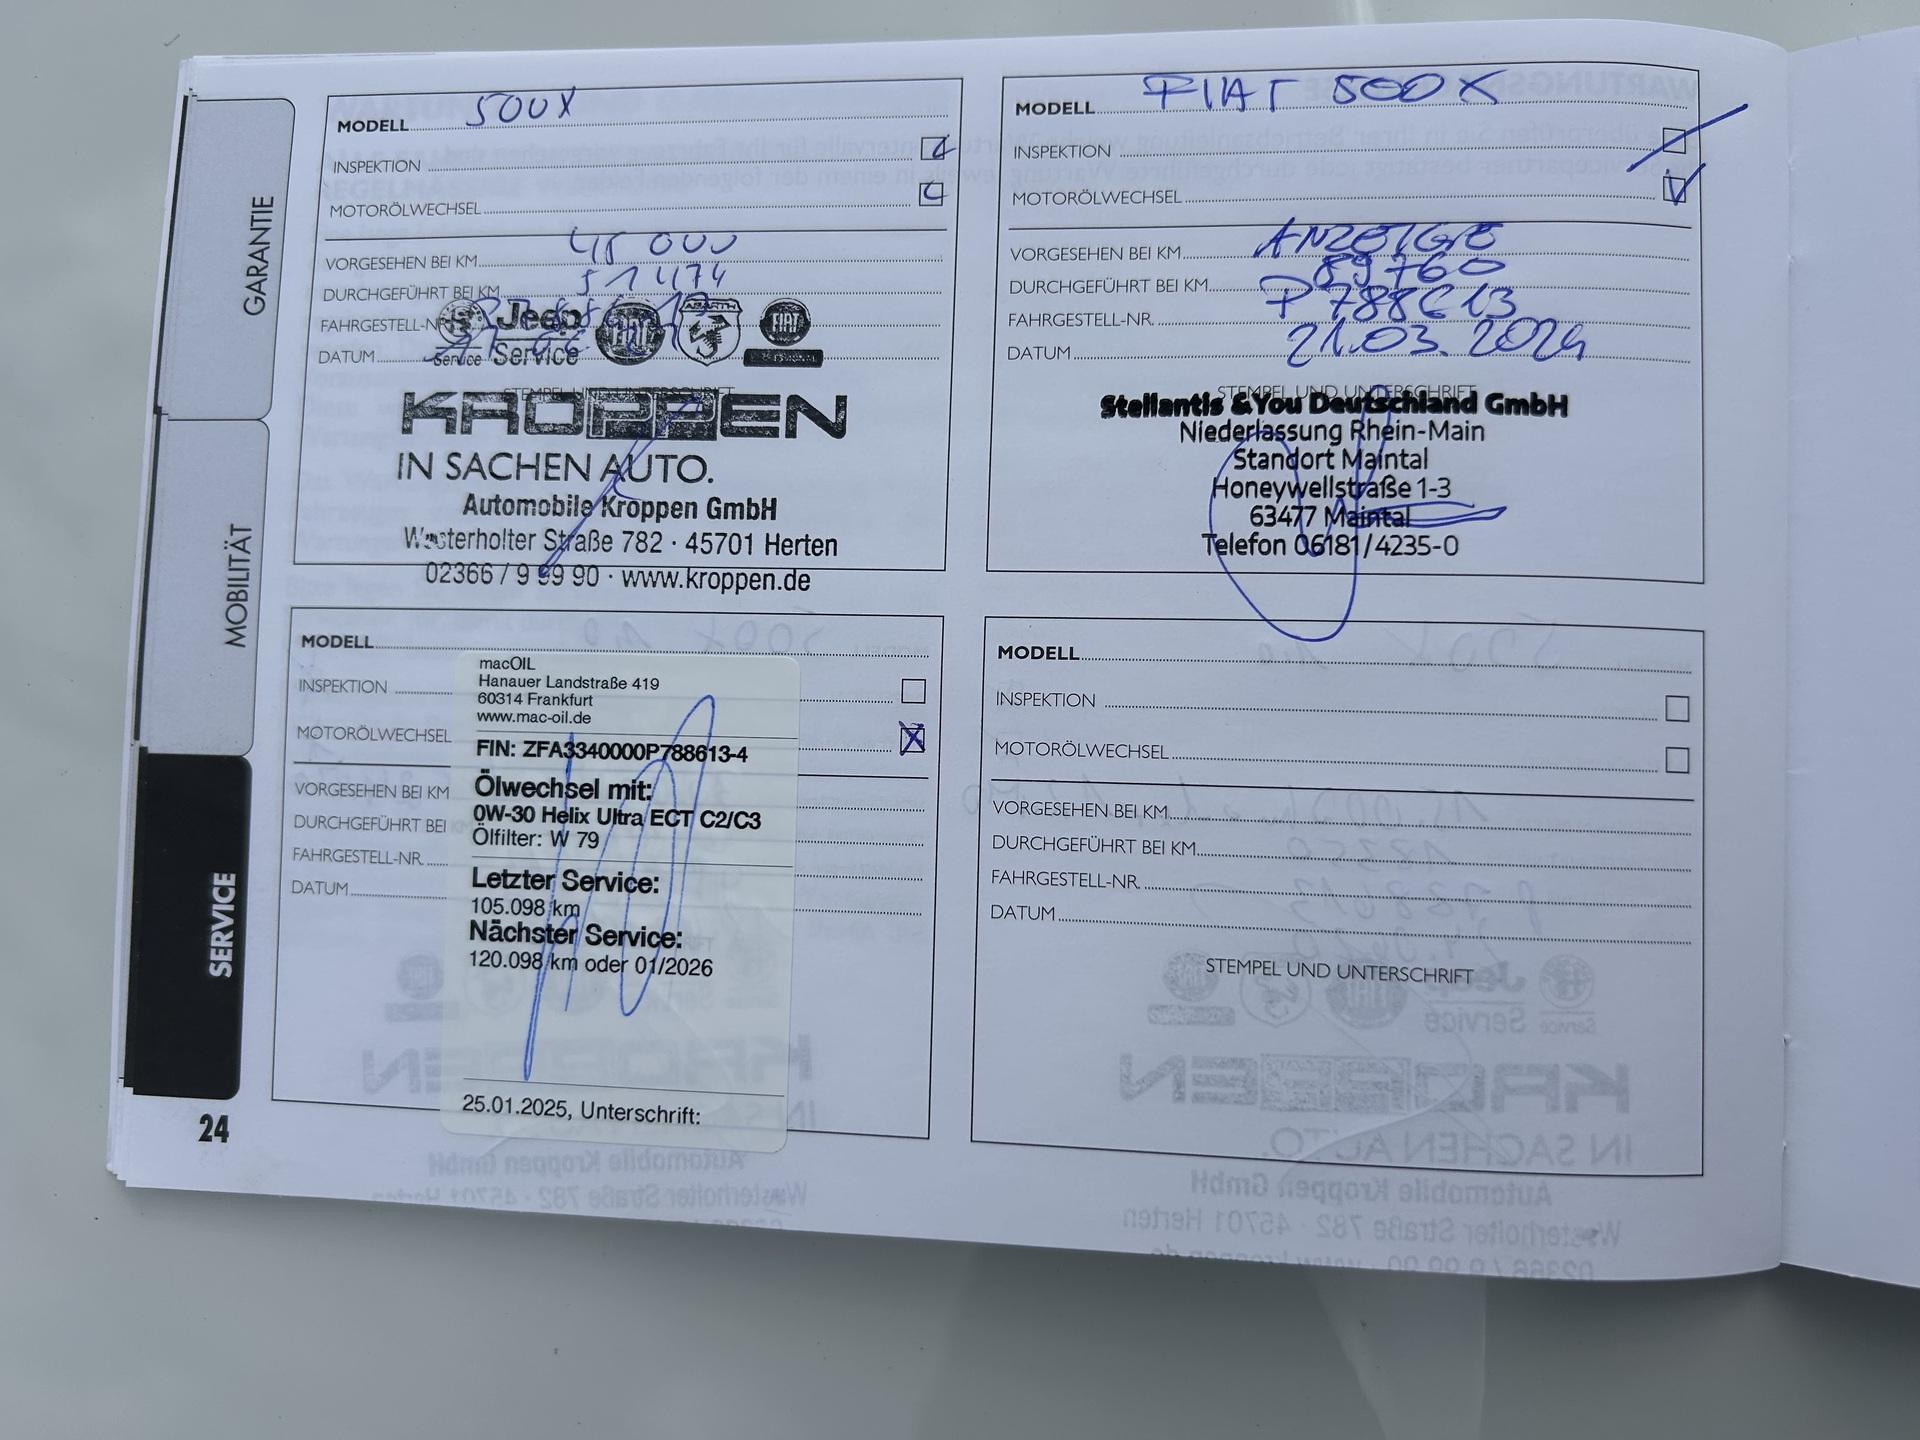 GARANTIE
MOBILITÄT
SERVICE
24
MODELL 500X
INSPEKTION
MOTORÖLWECHSEL
VORGESEHEN BEI KM 45 000
DURCHGEFÜHRT BEI KM 51474
FAHRGESTELL-NR.
DATUM
Service
Jeep
Service
FIAT
ABARTH
FIAT
STEMPEL UND UNTERSCHRIFT
KROPPEN
IN SACHEN AUTO.
Automobile Kroppen GmbH
Westerholter Straße 782 · 45701 Herten
02366 / 9 99 90 · www.kroppen.de
MODELL FIAT 500X
INSPEKTION
MOTORÖLWECHSEL
VORGESEHEN BEI KM ANZEIGE
DURCHGEFÜHRT BEI KM 89760
FAHRGESTELL-NR. P788613
DATUM 21.03.2024
STEMPEL UND UNTERSCHRIFT
Stellantis &You Deutschland GmbH
Niederlassung Rhein-Main
Standort Maintal
Honeywellstraße 1-3
63477 Maintal
Telefon 06181/4235-0
MODELL
INSPEKTION
MOTORÖLWECHSEL
VORGESEHEN BEI KM
DURCHGEFÜHRT BEI
FAHRGESTELL-NR.
DATUM
macOIL
Hanauer Landstraße 419
60314 Frankfurt
www.mac-oil.de
FIN: ZFA3340000P788613-4
Ölwechsel mit:
0W-30 Helix Ultra ECT C2/C3
Ölfilter: W 79
Letzter Service:
105.098 km
Nächster Service:
120.098 km oder 01/2026
25.01.2025, Unterschrift:
MODELL
INSPEKTION
MOTORÖLWECHSEL
VORGESEHEN BEI KM
DURCHGEFÜHRT BEI KM
FAHRGESTELL-NR.
DATUM
STEMPEL UND UNTERSCHRIFT